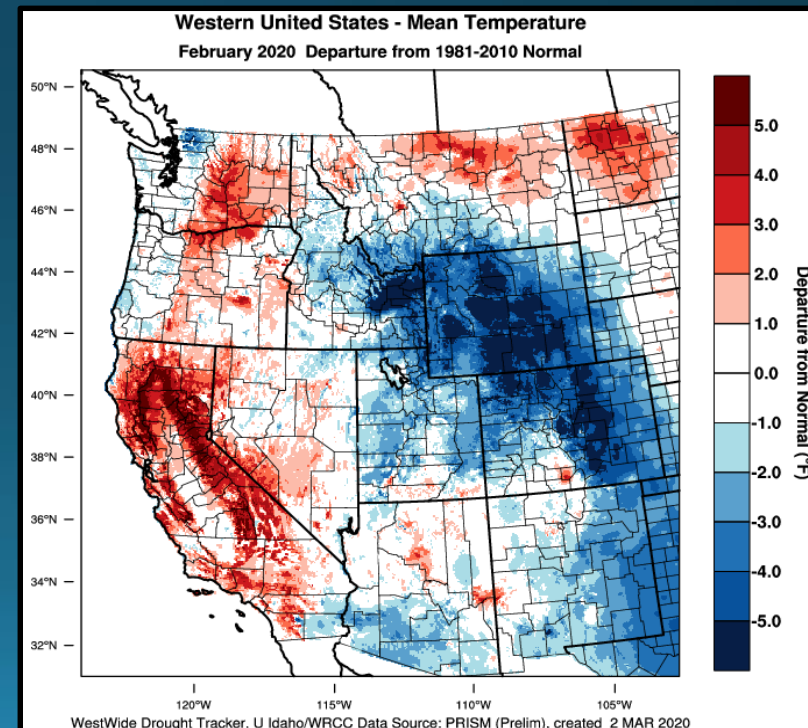 Western United States - Mean Temperature
February 2020 Departure from 1981-2010 Normal
50°N
48°N
46°N
44°N
42°N
40°N
38°N
36°N
34°N
32°N
120°W
115°W
110°W
105°W
5.0
4.0
3.0
2.0
1.0
0.0
-1.0
-2.0
-3.0
-4.0
-5.0
Departure from Normal (°F)
WestWide Drought Tracker, U Idaho/WRCC Data Source: PRISM (Prelim), created 2 MAR 2020